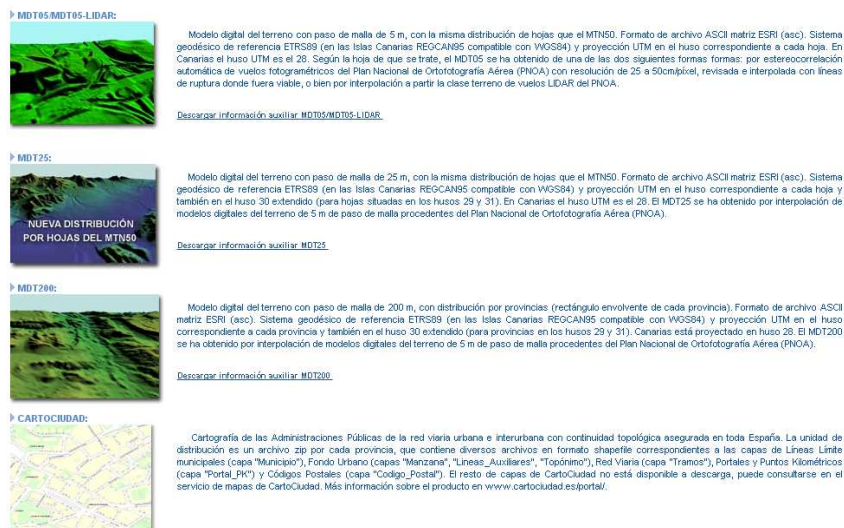 MDT05/MDT05-LIDAR:
Modelo digital del terreno con paso de malla de 5 m, con la misma distribución de hojas que el MTN50. Formato de archivo ASCII matriz ESRI (asc). Sistema
geodésico de referencia ETRS89 (en las Islas Canarias REGCAN95 compatible con WGS84) y proyección UTM en el huso correspondiente a cada hoja. En
Canarias el huso UTM es el 28. Según la hoja de que se trate, el MDT05 se ha obtenido de una de las dos siguientes formas formas: por estereocorrelación
automática de vuelos fotogramétricos del Plan Nacional de Ortofotografía Aérea (PNOA) con resolución de 25 a 50cm/píxel, revisada e interpolada con líneas
de ruptura donde fuera viable, o bien por interpolación a partir la clase terreno de vuelos LIDAR del PNOA.
Descargar información auxiliar MDT05/MDT05-LIDAR
MDT25:
NUEVA DISTRIBUCIÓN
POR HOJAS DEL MTN50
Modelo digital del terreno con paso de malla de 25 m, con la misma distribución de hojas que el MTN50. Formato de archivo ASCII matriz ESRI (asc). Sistema
geodésico de referencia ETRS89 (en las Islas Canarias REGCAN95 compatible con WGS84) y proyección UTM en el huso correspondiente a cada hoja y
también en el huso 30 extendido (para hojas situadas en los husos 29 y 31). En Canarias el huso UTM es el 28. El MDT25 se ha obtenido por interpolación de
modelos digitales del terreno de 5 m de paso de malla procedentes del Plan Nacional de Ortofotografía Aérea (PNOA).
Descargar información auxiliar MDT25
MDT200:
Modelo digital del terreno con paso de malla de 200 m, con distribución por provincias (rectángulo envolvente de cada provincia). Formato de archivo ASCII
matriz ESRI (asc). Sistema geodésico de referencia ETRS89 (en las Islas Canarias REGCAN95 compatible con WGS84) y proyección UTM en el huso
correspondiente a cada provincia y también en el huso 30 extendido (para provincias en los husos 29 y 31). Canarias está proyectado en huso 28. El MDT200
se ha obtenido por interpolación de modelos digitales del terreno de 5 m de paso de malla procedentes del Plan Nacional de Ortofotografía Aérea (PNOA).
Descargar información auxiliar MDT200
CARTOCIUDAD:
Cartografía de las Administraciones Públicas de la red viaria urbana e interurbana con continuidad topológica asegurada en toda España. La unidad de
distribución es un archivo zip por cada provincia, que contiene diversos archivos en formato shapefile correspondientes a las capas de Líneas Límite
municipales (capa "Municipio"), Fondo Urbano (capas "Manzana", "Lineas_Auxiliares", "Topónimo"), Red Viaria (capa "Tramos"), Portales y Puntos Kilométricos
(capa "Portal_PK") y Códigos Postales (capa "Codigo_Postal"). El resto de capas de CartoCiudad no está disponible a descarga, puede consultarse en el
servicio de mapas de CartoCiudad. Más información sobre el producto en www.cartociudad.es/portal/.